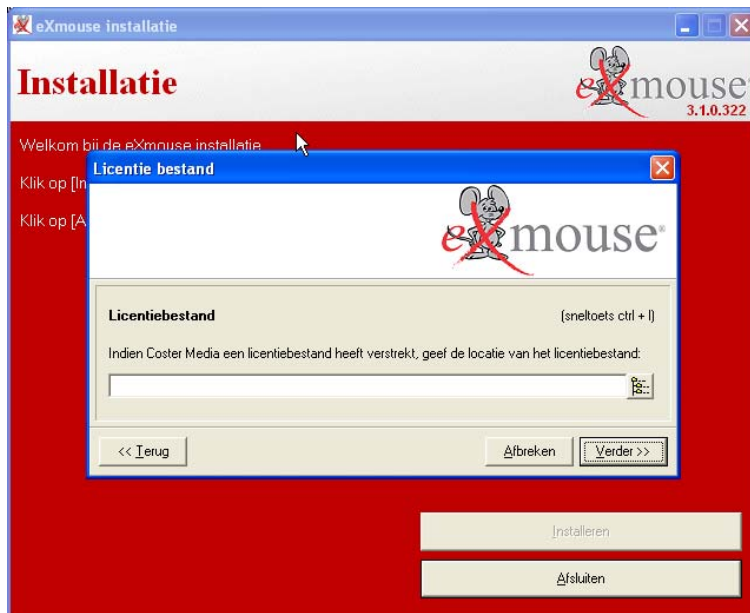 eXmouse installatie
Installatie
eXmouse®
3.1.0.322
Welkom bij de eXmouse installatie
Klik op [In
Klik op [A
Licentie bestand
eXmouse®
Licentiebestand (sneltoets ctrl + l)
Indien Coster Media een licentiebestand heeft verstrekt, geef de locatie van het licentiebestand:
<< Terug Afbreken Verder >>
Installeren
Afsluiten